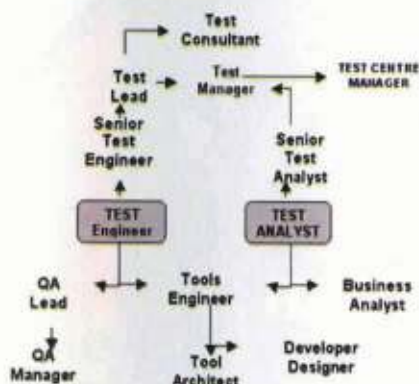 Test
Consultant
Test
Lead
Test
Manager
TEST CENTRE
MANAGER
Senior
Test
Engineer
Senior
Test
Analyst
TEST
Engineer
TEST
ANALYST
QA
Lead
Tools
Engineer
Business
Analyst
QA
Manager
Tool
Architect
Developer
Designer